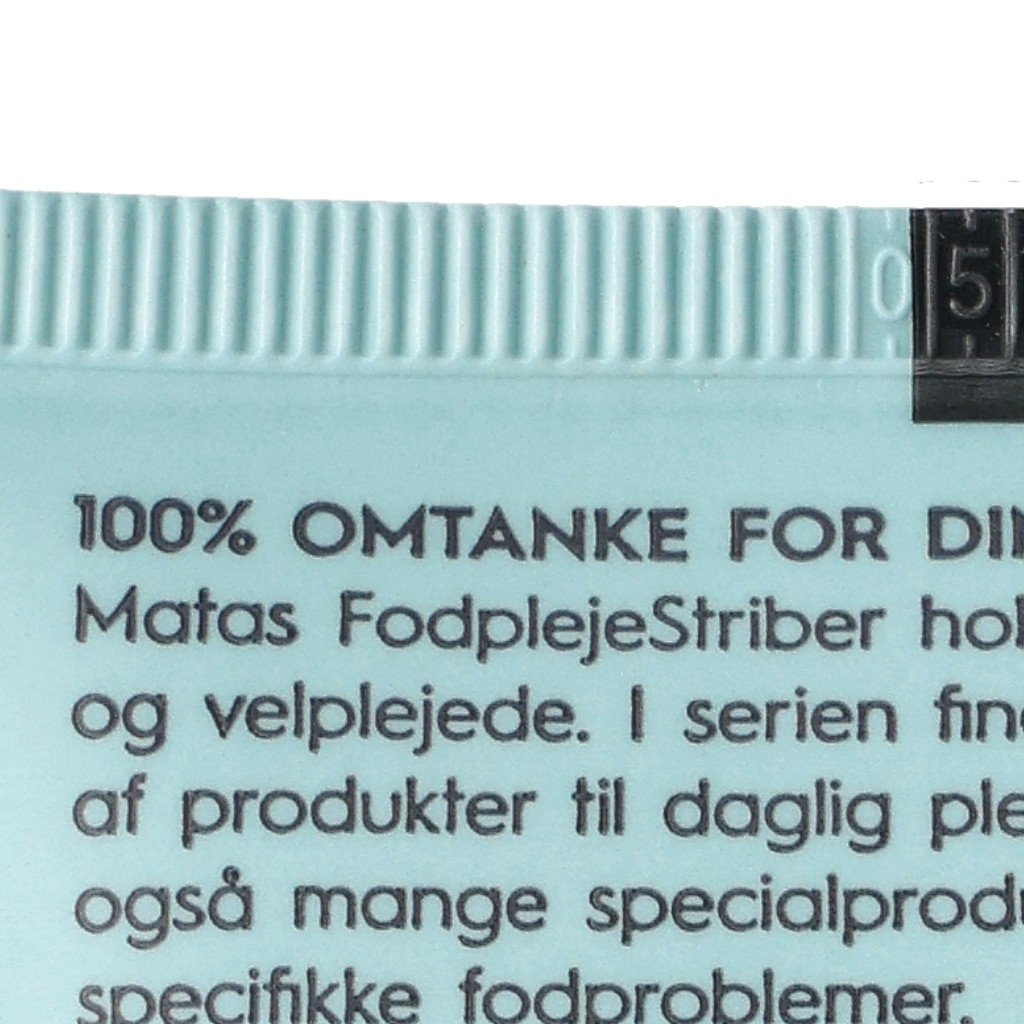 05
100% OMTANKE FOR
Matas FodplejeStriber
og velplejede. I serien
af produkter til daglig
også mange
specifikke fodproblemer.